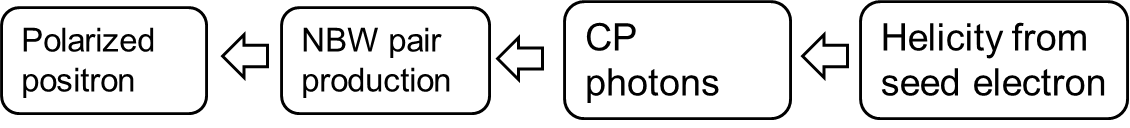 Polarized
positron
NBW pair
production
CP
photons
Helicity from
seed electron